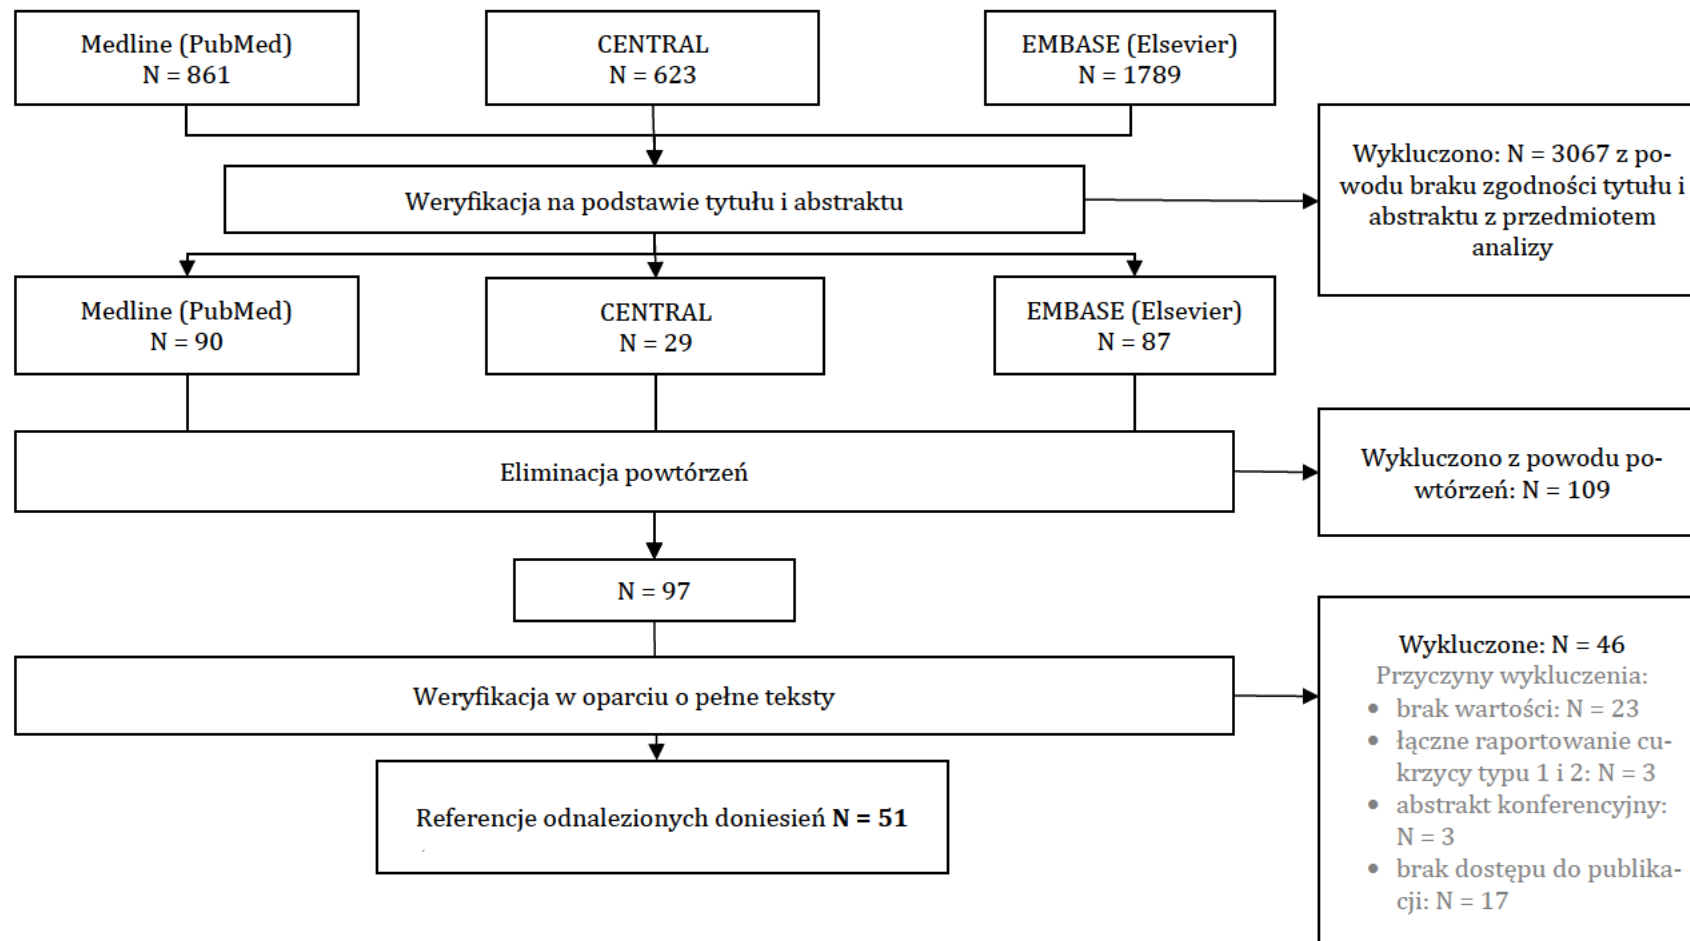 Medline (PubMed)
N = 861
CENTRAL
N = 623
EMBASE (Elsevier)
N = 1789
Wykluczono: N = 3067 z po-
wodu braku zgodności tytułu i
abstraktu z przedmiotem
analizy
Weryfikacja na podstawie tytułu i abstraktu
Medline (PubMed)
N = 90
CENTRAL
N = 29
EMBASE (Elsevier)
N = 87
Eliminacja powtórzeń
Wykluczono z powodu po-
wtórzeń: N = 109
N = 97
Weryfikacja w oparciu o pełne teksty
Wykluczone: N = 46
Przyczyny wykluczenia:
• brak wartości: N = 23
• łączne raportowanie cu-
krzycy typu 1 i 2: N = 3
• abstrakt konferencyjny:
N = 3
• brak dostępu do publika-
cji: N = 17
Referencje odnalezionych doniesień N = 51